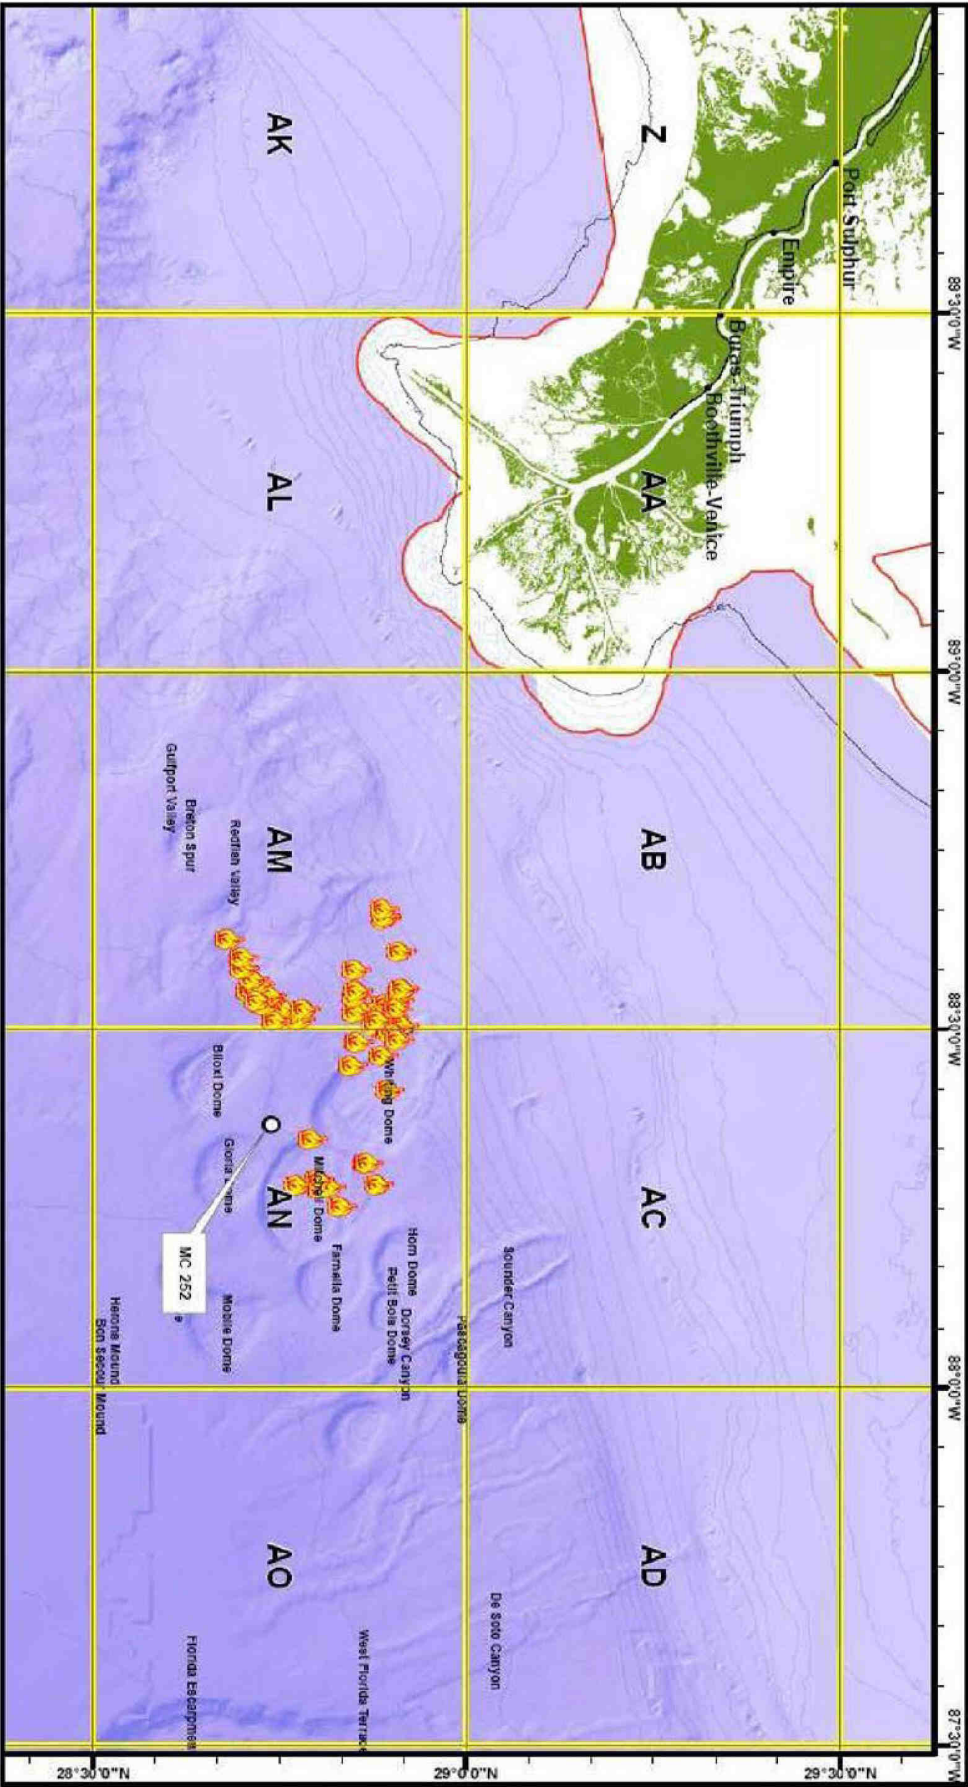 89°30'0"W
89°0'0"W
88°30'0"W
88°0'0"W
87°30'0"W
29°30'0"N
29°0'0"N
28°30'0"N
Port Sulphur
Empire
Buras-Triumph
Boothville-Venice
Z
AA
AB
AC
AD
Sounder Canyon
De Soto Canyon
Pascagoula Dome
AK
AL
AM
AN
AO
Whiting Dome
Horn Dome
Dorsey Canyon
Petit Bois Dome
Mitchell Dome
Farnella Dome
West Florida Terrace
Redfish Valley
Biloxi Dome
Gloria Dome
Mobile Dome
Breton Spur
Gulfport Valley
MC 252
e
Florida Escarpment
Herons Mound
Bon Secour Mound